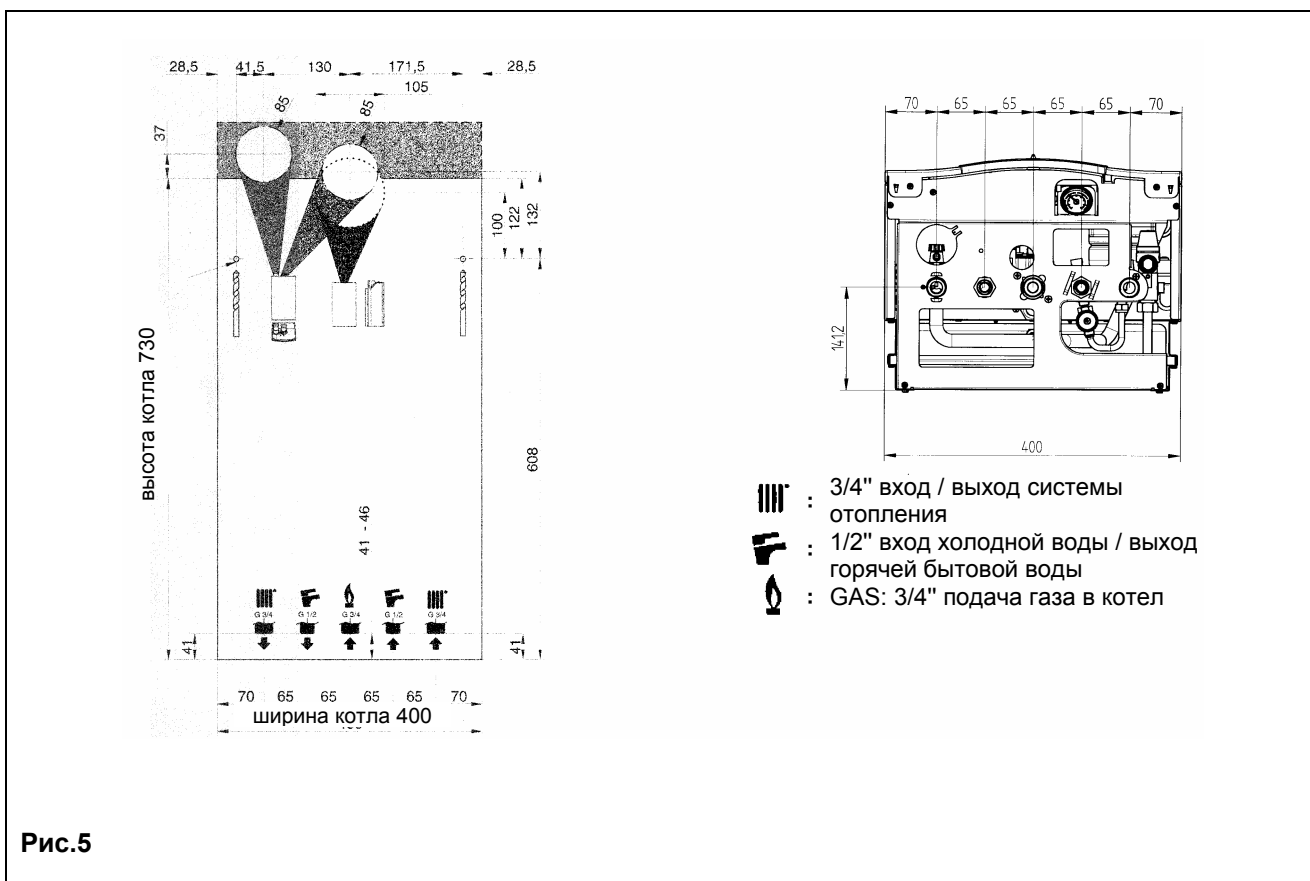 28,5 41,5 130 171,5 28,5
105
85
85
37
100
122
132
высота котла 730
608
41 - 46
G 3/4 G 1/2 G 3/4 G 1/2 G 3/4
41
41
70 65 65 65 65 70
ширина котла 400
70 65 65 65 65 70
1412
400
: 3/4" вход / выход системы
отопления
: 1/2" вход холодной воды / выход
горячей бытовой воды
: GAS: 3/4" подача газа в котел
Рис.5